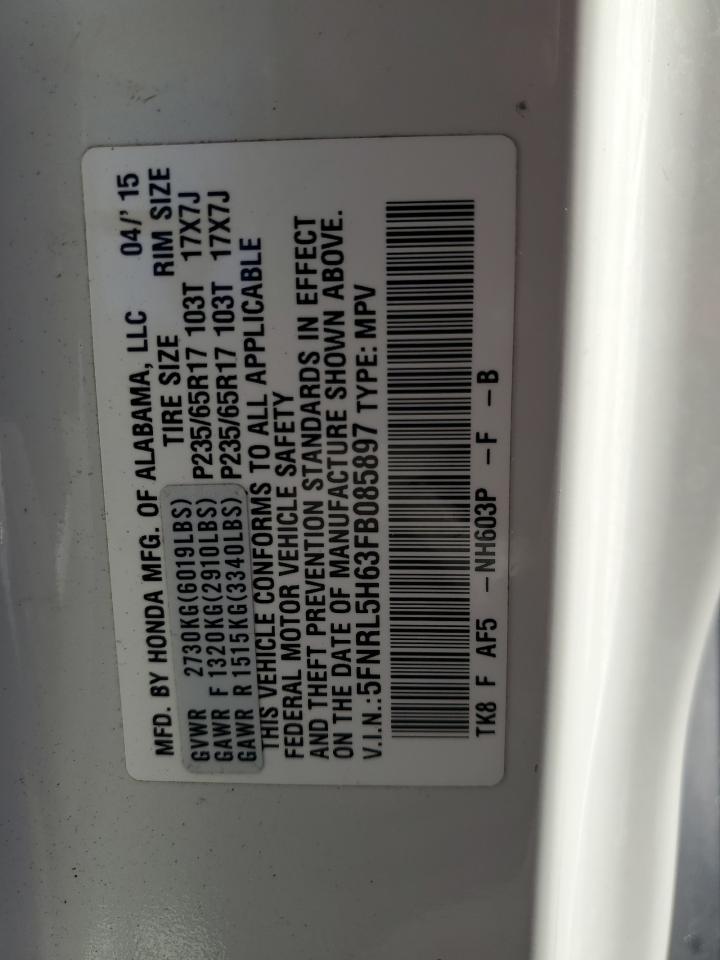 MFD. BY HONDA MFG. OF ALABAMA, LLC 04/' 15
TIRE SIZE RIM SIZE
GVWR 2730KG(6019LBS)
GAWR F 1320KG(2910LBS) P235/65R17 103T 17X7J
GAWR R 1515KG(3340LBS) P235/65R17 103T 17X7J
THIS VEHICLE CONFORMS TO ALL APPLICABLE
FEDERAL MOTOR VEHICLE SAFETY
AND THEFT PREVENTION STANDARDS IN EFFECT
ON THE DATE OF MANUFACTURE SHOWN ABOVE.
V.I.N.:5FNRL5H63FB085897 TYPE: MPV
TK8 F AF5 -NH603P -F -B